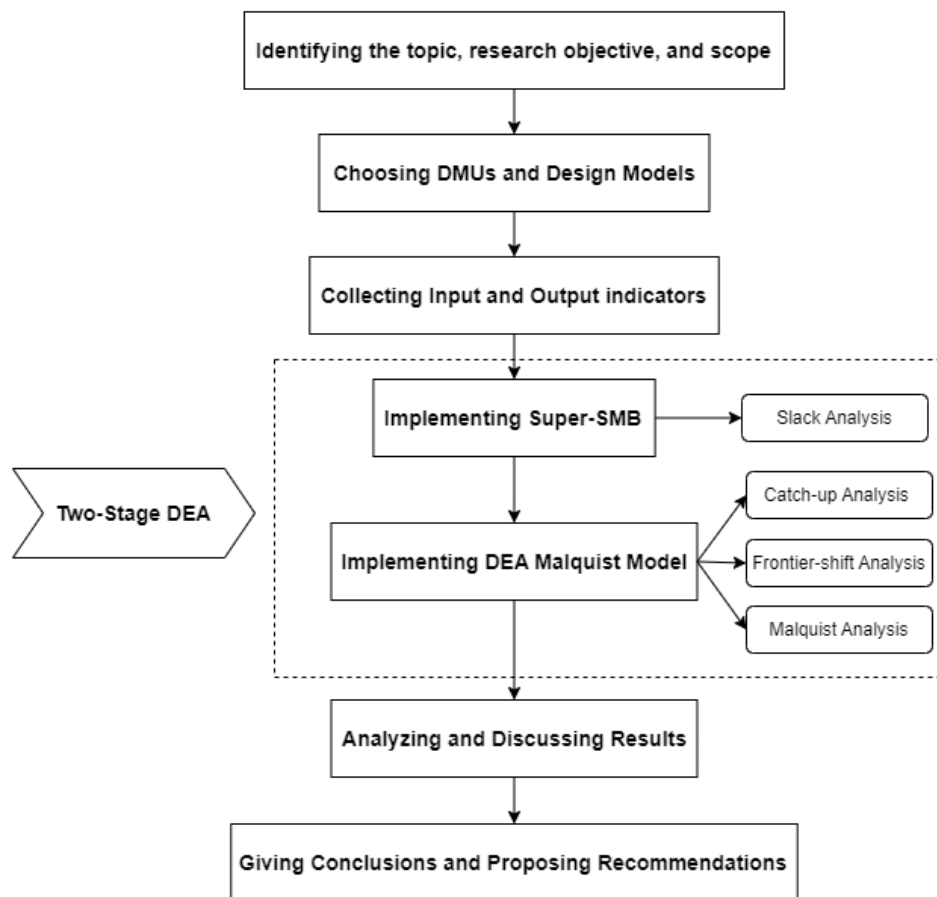 Identifying the topic, research objective, and scope
Choosing DMUs and Design Models
Collecting Input and Output indicators
Implementing Super-SMB
Slack Analysis
Two-Stage DEA
Catch-up Analysis
Implementing DEA Malquist Model
Frontier-shift Analysis
Malquist Analysis
Analyzing and Discussing Results
Giving Conclusions and Proposing Recommendations